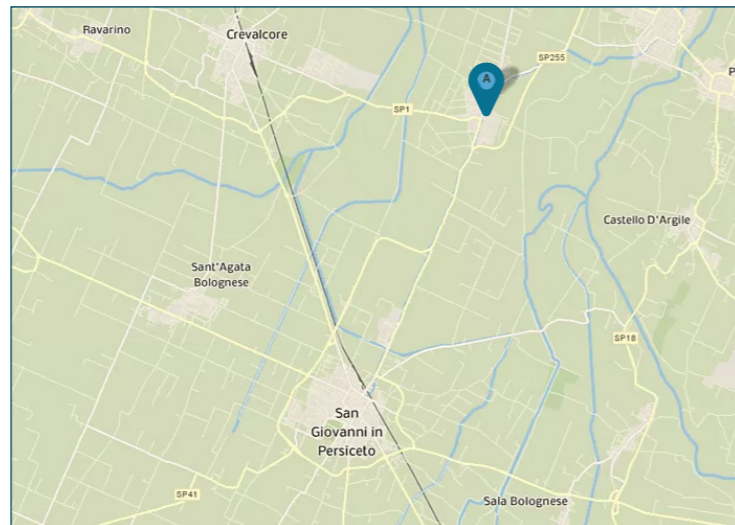 Ravarino
Crevalcore
SP255
A
P
SP1
Castello D'Argile
Sant'Agata
Bolognese
SP18
San
Giovanni in
Persiceto
SP41
Sala Bolognese